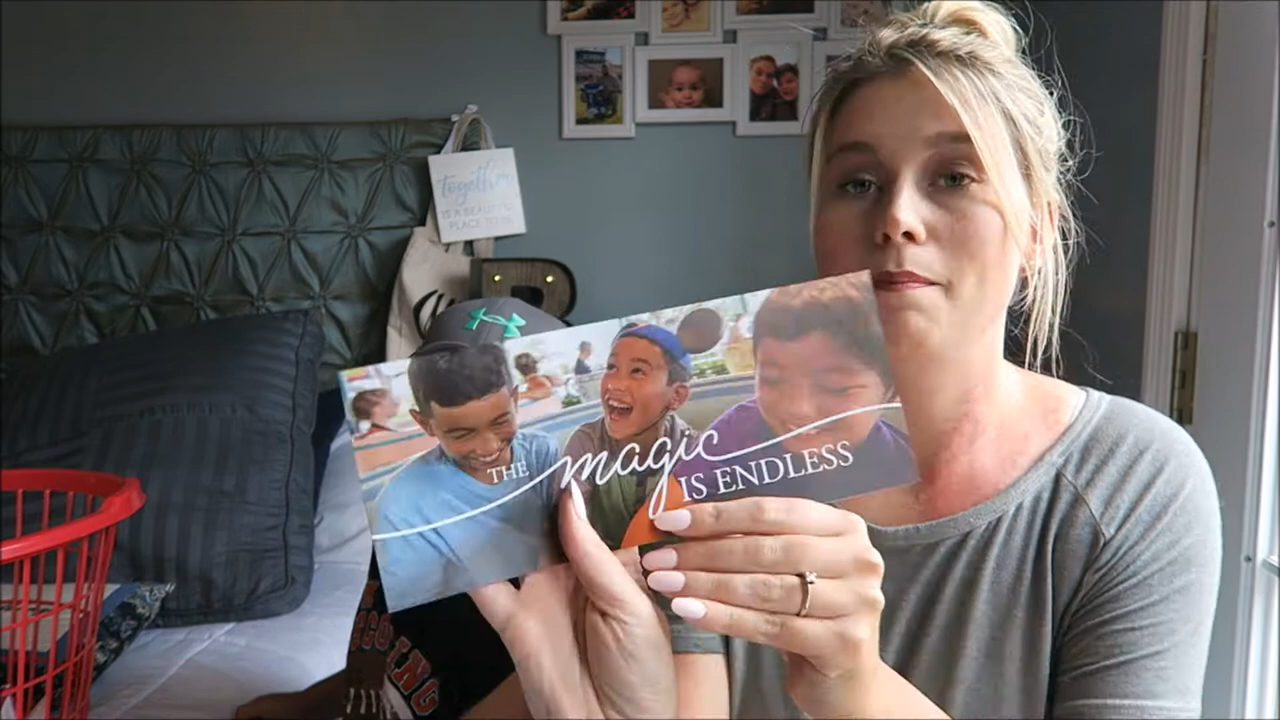 together
IS A BEAUTIFUL
PLACE TO BE
THE magic
IS ENDLESS